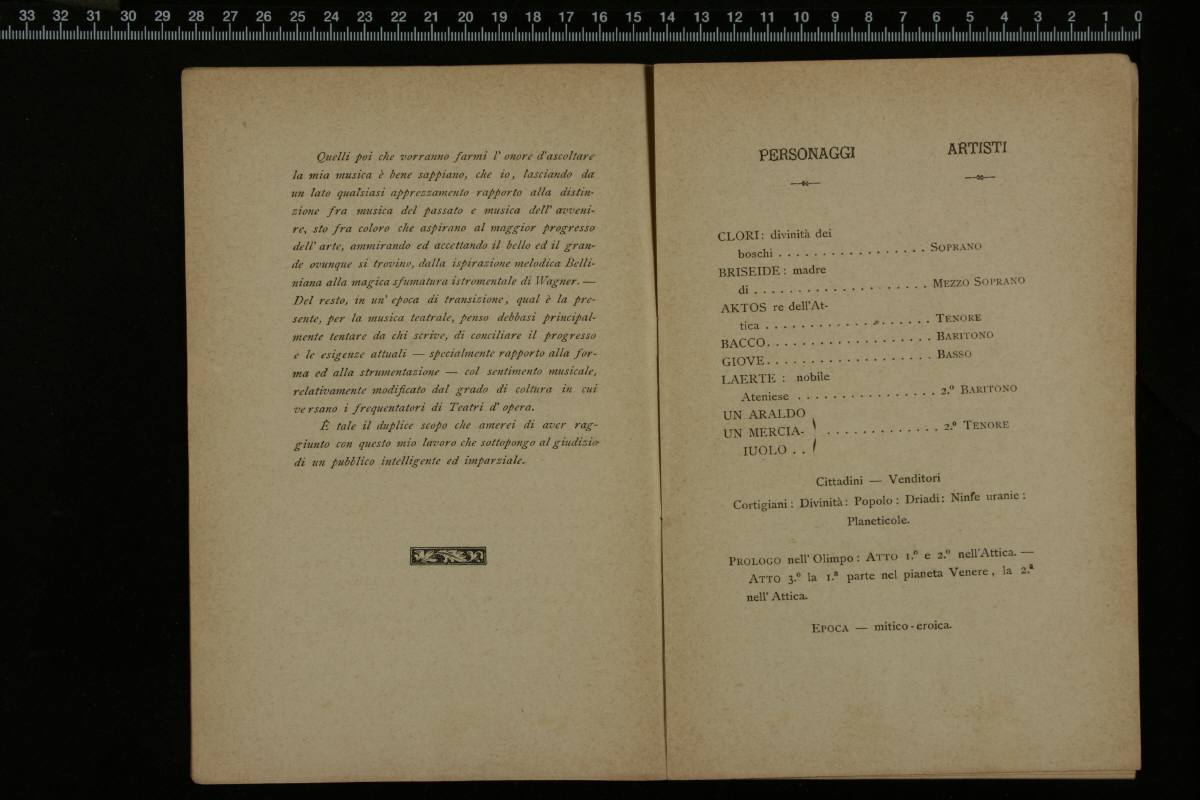 33 32 31 30 29 28 27 26 25 24 23 22 21 20 19 18 17 16 15 14 13 12 11 10 9 8 7 6 5 4 3 2 1 0
Quelli poi che vorranno farmi l' onore d'ascoltare
la mia musica è bene sappiano, che io, lasciando da
un lato qualsiasi apprezzamento rapporto alla distin-
zione fra musica del passato e musica dell' avveni-
re, sto fra coloro che aspirano al maggior progresso
dell' arte, ammirando ed accettando il bello ed il gran-
de ovunque si trovino, dalla ispirazione melodica Belli-
niana alla magica sfumatura istromentale di Wagner. —
Del resto, in un' epoca di transizione, qual è la pre-
sente, per la musica teatrale, penso debbasi principal-
mente tentare da chi scrive, di conciliare il progresso
e le esigenze attuali — specialmente rapporto alla for-
ma ed alla strumentazione — col sentimento musicale,
relativamente modificato dal grado di coltura in cui
versano i frequentatori di Teatri d' opera.
È tale il duplice scopo che amerei di aver rag-
giunto con questo mio lavoro che sottopongo al giudizio
di un pubblico intelligente ed imparziale.
PERSONAGGI ARTISTI
CLORI: divinità dei
boschi . . . . . . . . . . . . . . . . . . SOPRANO
BRISEIDE: madre
di . . . . . . . . . . . . . . . . . . . . . MEZZO SOPRANO
AKTOS re dell'At-
tica . . . . . . . . . . . . . . . . . . . . TENORE
BACCO. . . . . . . . . . . . . . . . . . . . BARITONO
GIOVE. . . . . . . . . . . . . . . . . . . . BASSO
LAERTE : nobile
Ateniese . . . . . . . . . . . . . . . . . 2.º BARITONO
UN ARALDO
UN MERCIA- . . . . . . . . . . . . . . 2.º TENORE
IUOLO . .
Cittadini — Venditori
Cortigiani: Divinità: Popolo: Driadi: Ninfe uranie:
Planeticole.
PROLOGO nell' Olimpo: ATTO 1.º e 2.º nell'Attica. —
ATTO 3.º la 1.ª parte nel pianeta Venere, la 2.ª
nell' Attica.
EPOCA — mitico-eroica.